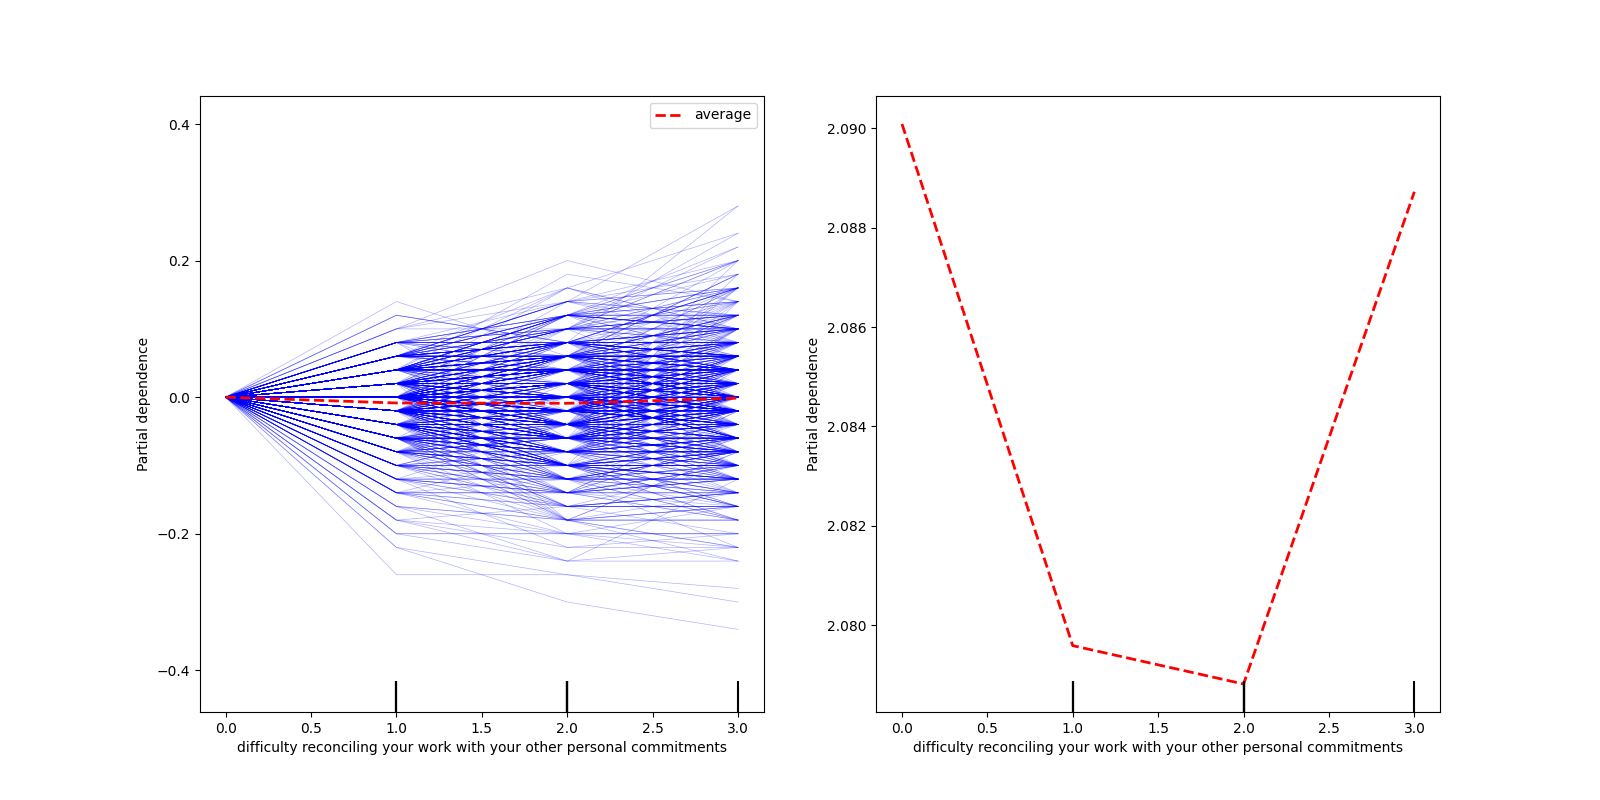 average
Partial dependence
0.4
0.2
0.0
−0.2
−0.4
0.0 0.5 1.0 1.5 2.0 2.5 3.0
difficulty reconciling your work with your other personal commitments
Partial dependence
2.090
2.088
2.086
2.084
2.082
2.080
0.0 0.5 1.0 1.5 2.0 2.5 3.0
difficulty reconciling your work with your other personal commitments